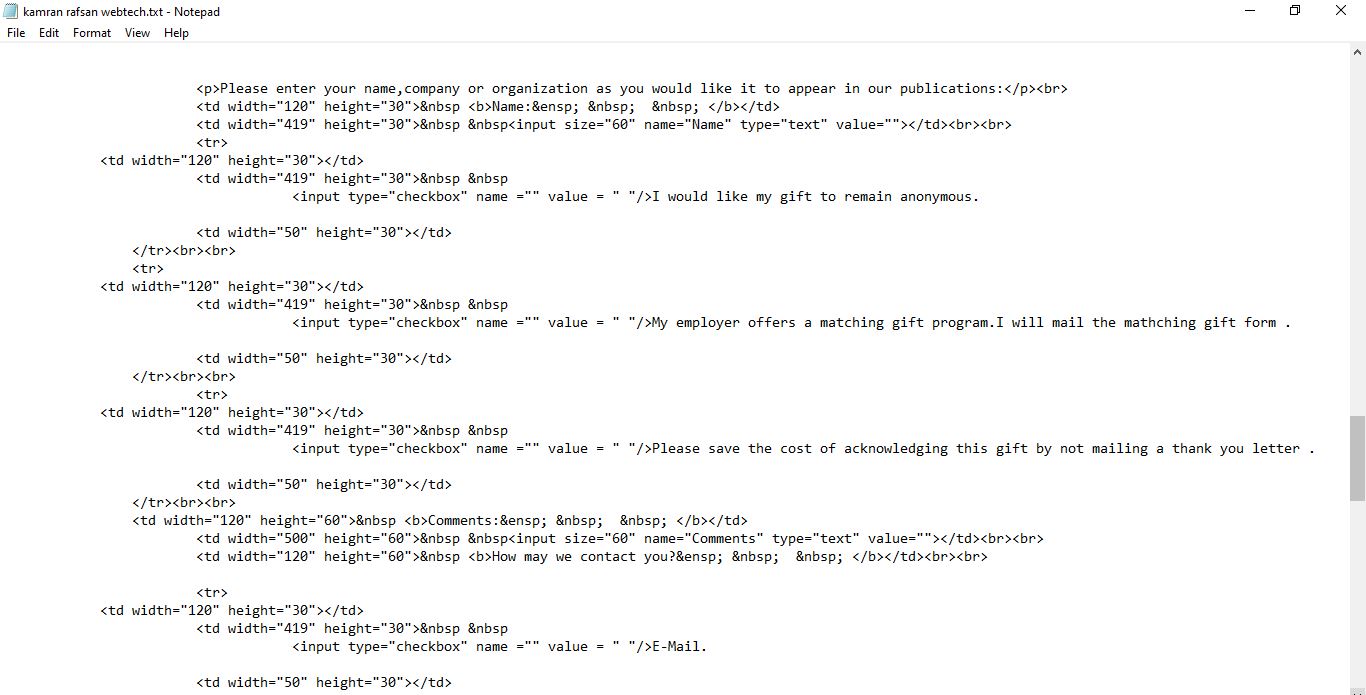 kamran rafsan webtech.txt - Notepad
File Edit Format View Help
<p>Please enter your name,company or organization as you would like it to appear in our publications:</p><br>
<td width="120" height="30">&nbsp <b>Name:&ensp; &nbsp;  &nbsp; </b></td>
<td width="419" height="30">&nbsp &nbsp<input size="60" name="Name" type="text" value=""></td><br><br>
<tr>
<td width="120" height="30"></td>
<td width="419" height="30">&nbsp &nbsp
<input type="checkbox" name ="" value = " "/>I would like my gift to remain anonymous.
<td width="50" height="30"></td>
</tr><br><br>
<tr>
<td width="120" height="30"></td>
<td width="419" height="30">&nbsp &nbsp
<input type="checkbox" name ="" value = " "/>My employer offers a matching gift program.I will mail the mathching gift form .
<td width="50" height="30"></td>
</tr><br><br>
<tr>
<td width="120" height="30"></td>
<td width="419" height="30">&nbsp &nbsp
<input type="checkbox" name ="" value = " "/>Please save the cost of acknowledging this gift by not mailing a thank you letter .
<td width="50" height="30"></td>
</tr><br><br>
<td width="120" height="60">&nbsp <b>Comments:&ensp; &nbsp;  &nbsp; </b></td>
<td width="500" height="60">&nbsp &nbsp<input size="60" name="Comments" type="text" value=""></td><br><br>
<td width="120" height="60">&nbsp <b>How may we contact you?&ensp; &nbsp;  &nbsp; </b></td><br><br>
<tr>
<td width="120" height="30"></td>
<td width="419" height="30">&nbsp &nbsp
<input type="checkbox" name ="" value = " "/>E-Mail.
<td width="50" height="30"></td>